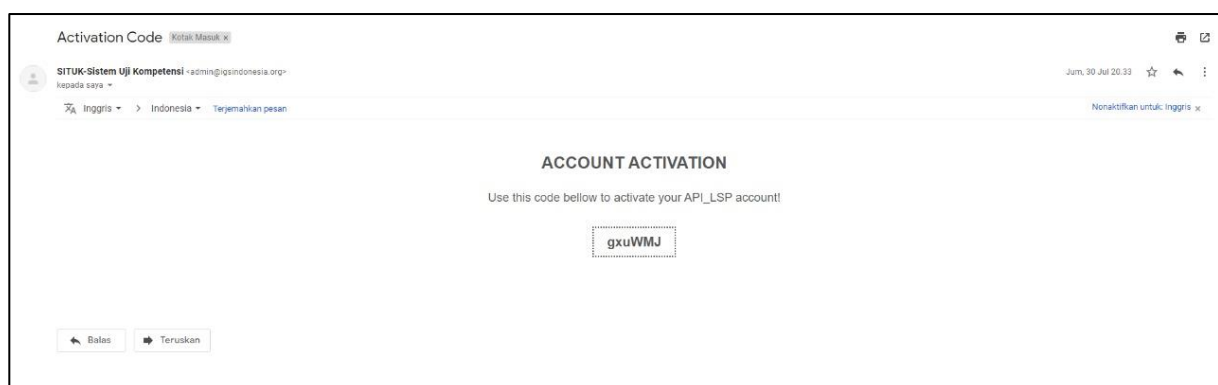 Activation Code Kotak Masuk x
SITUK-Sistem Uji Kompetensi <admin@igsindonesia.org>
Jum, 30 Jul 20.33
kepada saya
Inggris > Indonesia Terjemahkan pesan
Nonaktifkan untuk: Inggris x
ACCOUNT ACTIVATION
Use this code bellow to activate your API_LSP account!
gxuWMJ
Balas Teruskan